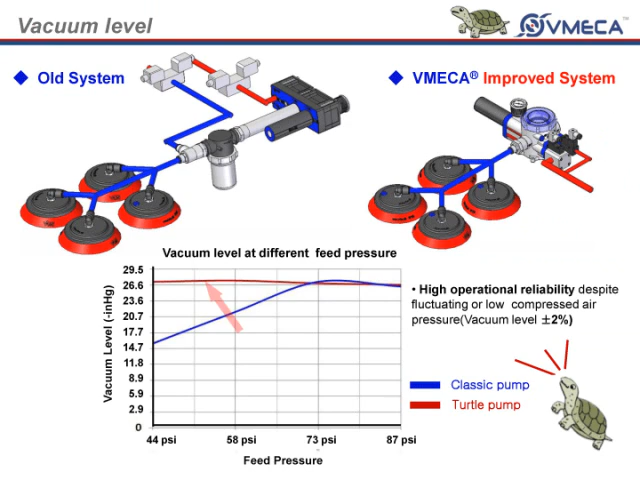 Vacuum level
VMECA™
◆ Old System
◆ VMECA® Improved System
Vacuum level at different feed pressure
Vacuum Level (-inHg)
29.5
26.6
23.6
20.7
17.7
14.7
11.8
8.9
5.9
2.9
0
44 psi 58 psi 73 psi 87 psi
Feed Pressure
• High operational reliability despite
fluctuating or low compressed air
pressure(Vacuum level ±2%)
Classic pump
Turtle pump